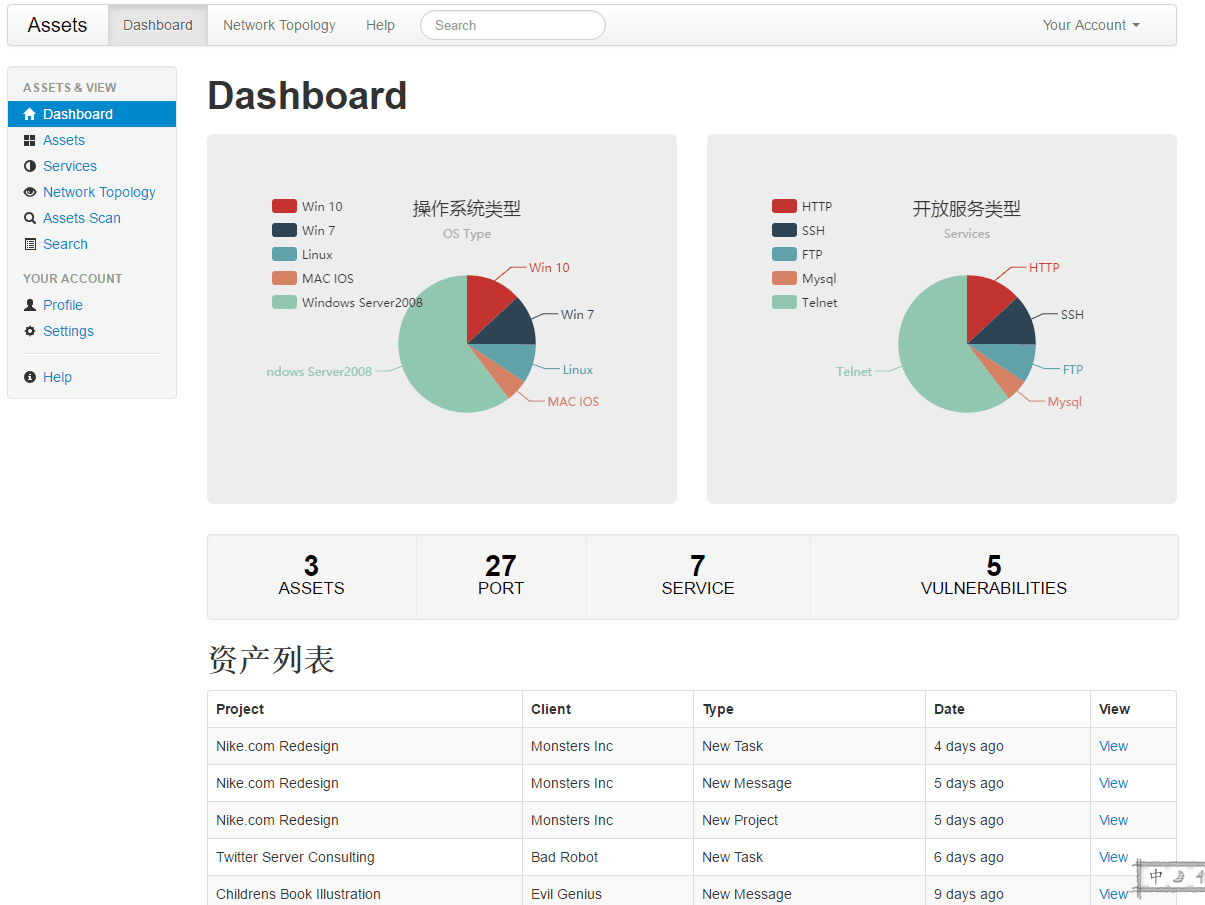 Assets Dashboard Network Topology Help Search Your Account
ASSETS & VIEW
Dashboard
Assets
Services
Network Topology
Assets Scan
Search
YOUR ACCOUNT
Profile
Settings
Help
Dashboard
操作系统类型
OS Type
Win 10
Win 7
Linux
MAC IOS
Windows Server2008
Win 10
Win 7
Linux
MAC IOS
ndows Server2008
开放服务类型
Services
HTTP
SSH
FTP
Mysql
Telnet
HTTP
SSH
FTP
Mysql
Telnet
3 27 7 5
ASSETS PORT SERVICE VULNERABILITIES
资产列表
Project Client Type Date View
Nike.com Redesign Monsters Inc New Task 4 days ago View
Nike.com Redesign Monsters Inc New Message 5 days ago View
Nike.com Redesign Monsters Inc New Project 5 days ago View
Twitter Server Consulting Bad Robot New Task 6 days ago View
Childrens Book Illustration Evil Genius New Message 9 days ago View
中